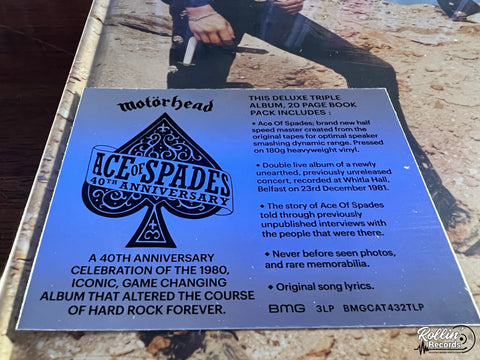 Motörhead
ACE OF SPADES
40TH ANNIVERSARY
A 40TH ANNIVERSARY
CELEBRATION OF THE 1980,
ICONIC, GAME CHANGING
ALBUM THAT ALTERED THE COURSE
OF HARD ROCK FOREVER.
THIS DELUXE TRIPLE
ALBUM, 20 PAGE BOOK
PACK INCLUDES :
• Ace Of Spades; brand new half
speed master created from the
original tapes for optimal speaker
smashing dynamic range. Pressed
on 180g heavyweight vinyl.
• Double live album of a newly
unearthed, previously unreleased
concert, recorded at Whitla Hall,
Belfast on 23rd December 1981.
• The story of Ace Of Spades
told through previously
unpublished interviews with
the people that were there.
• Never before seen photos,
and rare memorabilia.
• Original song lyrics.
BMG 3LP BMGCAT432TLP
Rollin'
Records